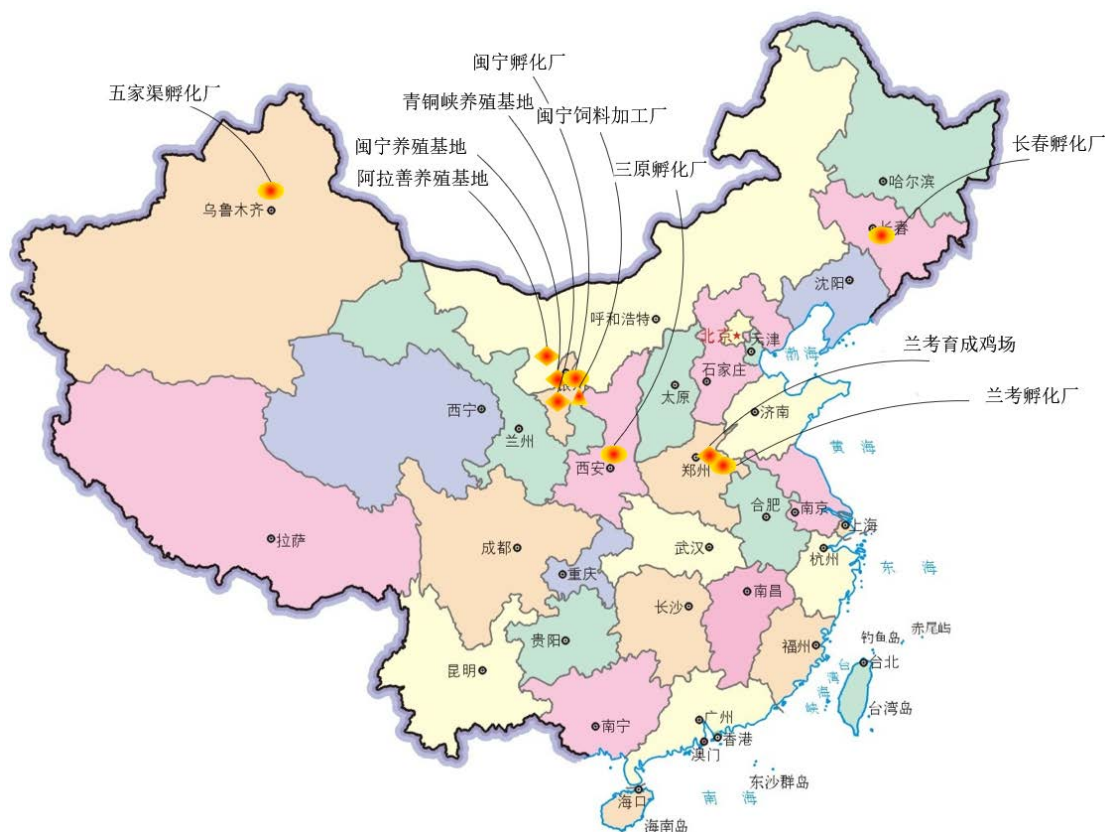 闽宁孵化厂
青铜峡养殖基地
五家渠孵化厂
闽宁饲料加工厂
闽宁养殖基地
长春孵化厂
三原孵化厂
阿拉善养殖基地
哈尔滨
乌鲁木齐
长春
沈阳
呼和浩特
北京
天津
渤海
兰考育成鸡场
石家庄
太原
兰考孵化厂
西宁
济南
兰州
黄海
西安
郑州
合肥
南京
上海
拉萨
成都
武汉
杭州
东海
重庆
南昌
长沙
赤尾屿
钓鱼岛
贵阳
福州
台北
昆明
台湾海峡
台湾岛
广州
南宁
香港
澳门
东沙群岛
海口
南海
海南岛